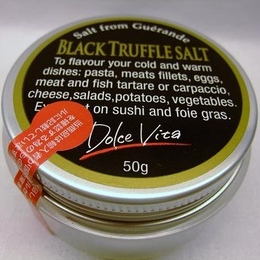 Salt from Guérande
BLACK TRUFFLE SALT
To flavour your cold and warm
dishes: pasta, meats fillets, eggs,
meat and fish tartare or carpaccio,
cheese,salads,potatoes, vegetables.
on sushi and foie gras.
Dolce Vita
50g